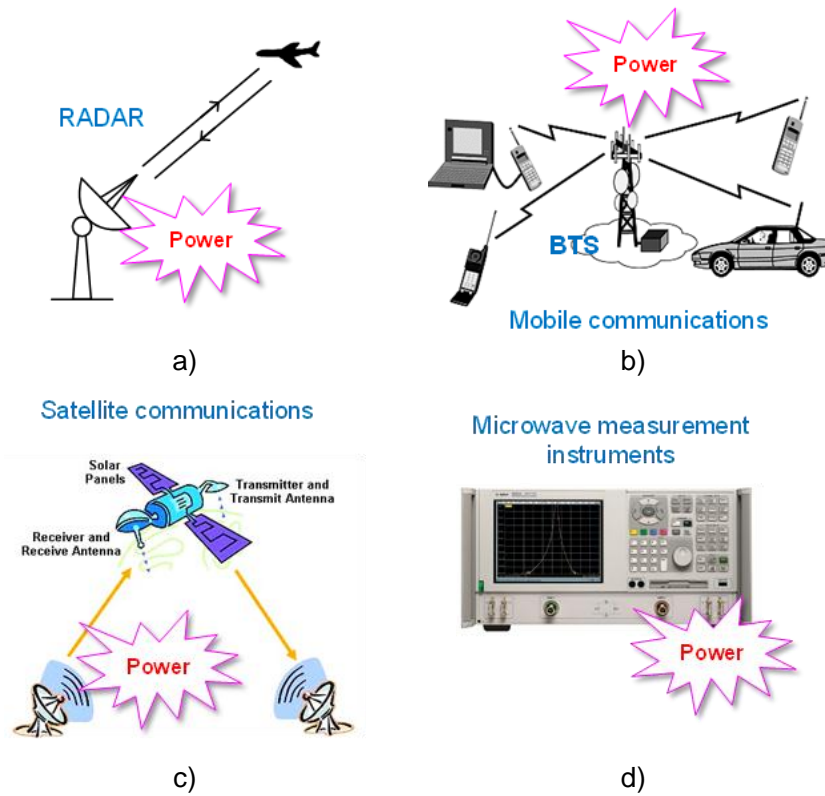 RADAR
Power
a)
Power
BTS
Mobile communications
b)
Satellite communications
Solar
Panels
Transmitter and
Transmit Antenna
Receiver and
Receive Antenna
Power
c)
Microwave measurement
instruments
Power
d)